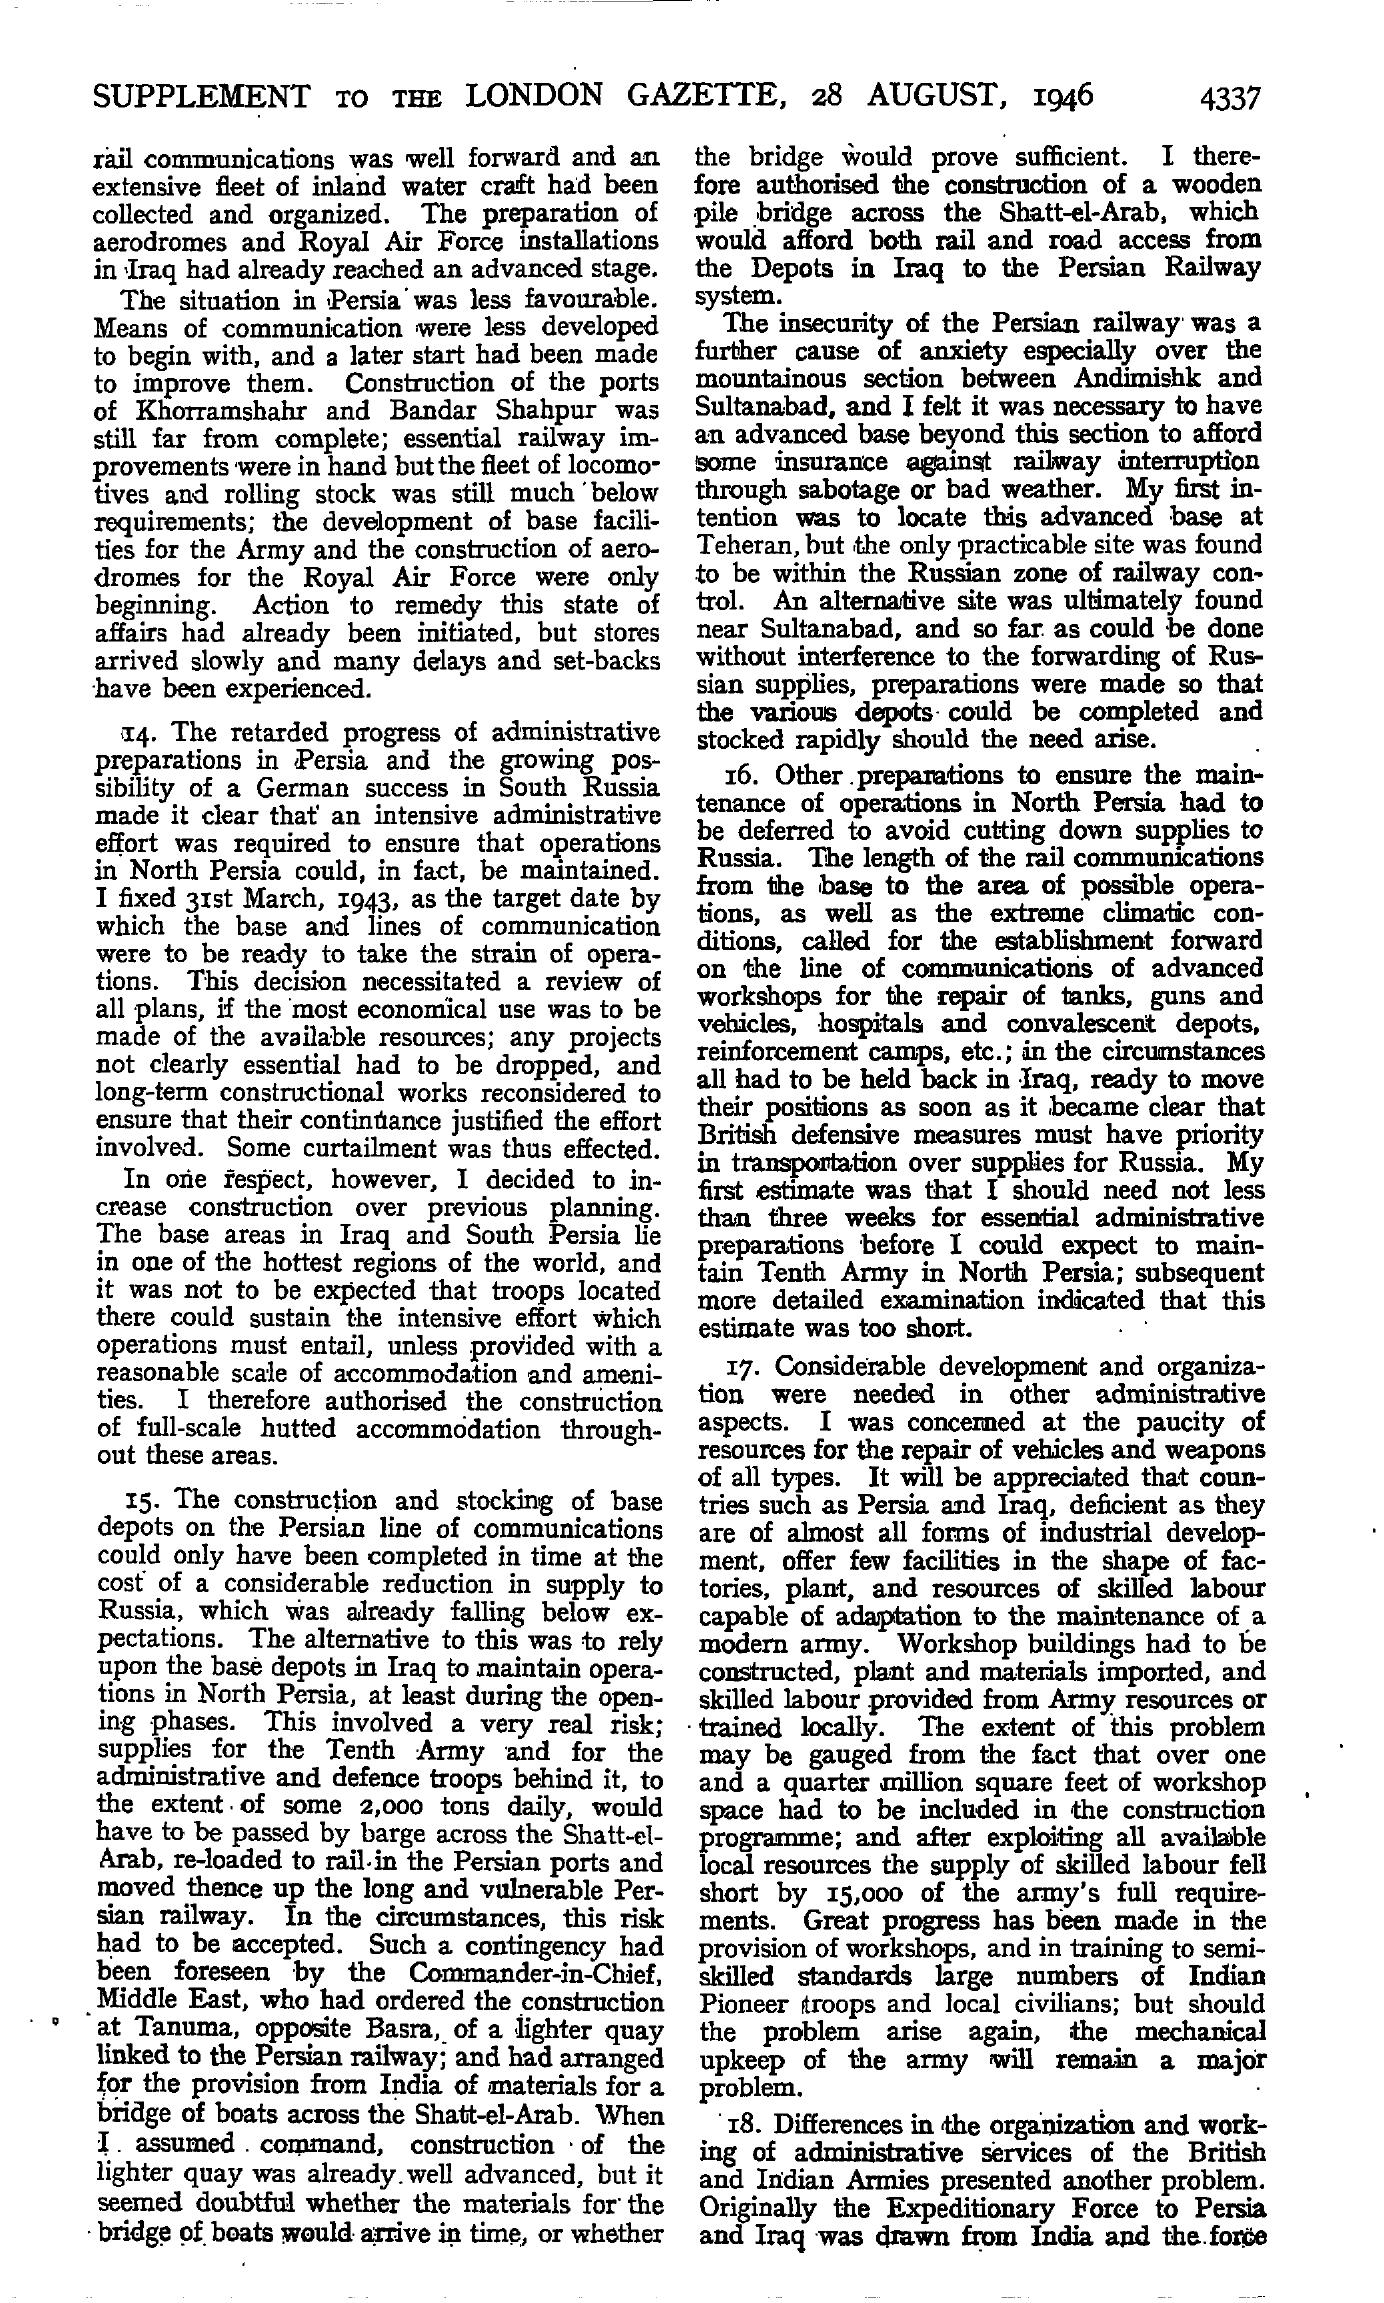 SUPPLEMENT TO THE LONDON GAZETTE, 28 AUGUST, 1946 4337
rail communications was well forward and an
extensive fleet of inland water craft had been
collected and organized. The preparation of
aerodromes and Royal Air Force installations
in Iraq had already reached an advanced stage.
The situation in Persia was less favourable.
Means of communication were less developed
to begin with, and a later start had been made
to improve them. Construction of the ports
of Khorramshahr and Bandar Shahpur was
still far from complete; essential railway im-
provements were in hand but the fleet of locomo-
tives and rolling stock was still much below
requirements; the development of base facili-
ties for the Army and the construction of aero-
dromes for the Royal Air Force were only
beginning. Action to remedy this state of
affairs had already been initiated, but stores
arrived slowly and many delays and set-backs
have been experienced.
14. The retarded progress of administrative
preparations in Persia and the growing pos-
sibility of a German success in South Russia
made it clear that an intensive administrative
effort was required to ensure that operations
in North Persia could, in fact, be maintained.
I fixed 31st March, 1943, as the target date by
which the base and lines of communication
were to be ready to take the strain of opera-
tions. This decision necessitated a review of
all plans, if the most economical use was to be
made of the available resources; any projects
not clearly essential had to be dropped, and
long-term constructional works reconsidered to
ensure that their continuance justified the effort
involved. Some curtailment was thus effected.
In one respect, however, I decided to in-
crease construction over previous planning.
The base areas in Iraq and South Persia lie
in one of the hottest regions of the world, and
it was not to be expected that troops located
there could sustain the intensive effort which
operations must entail, unless provided with a
reasonable scale of accommodation and ameni-
ties. I therefore authorised the construction
of full-scale hutted accommodation through-
out these areas.
15. The construction and stocking of base
depots on the Persian line of communications
could only have been completed in time at the
cost of a considerable reduction in supply to
Russia, which was already falling below ex-
pectations. The alternative to this was to rely
upon the base depots in Iraq to maintain opera-
tions in North Persia, at least during the open-
ing phases. This involved a very real risk;
supplies for the Tenth Army and for the
administrative and defence troops behind it, to
the extent of some 2,000 tons daily, would
have to be passed by barge across the Shatt-el-
Arab, re-loaded to rail in the Persian ports and
moved thence up the long and vulnerable Per-
sian railway. In the circumstances, this risk
had to be accepted. Such a contingency had
been foreseen by the Commander-in-Chief,
Middle East, who had ordered the construction
at Tanuma, opposite Basra, of a lighter quay
linked to the Persian railway; and had arranged
for the provision from India of materials for a
bridge of boats across the Shatt-el-Arab. When
I assumed command, construction of the
lighter quay was already well advanced, but it
seemed doubtful whether the materials for the
bridge of boats would arrive in time, or whether
the bridge would prove sufficient. I there-
fore authorised the construction of a wooden
pile bridge across the Shatt-el-Arab, which
would afford both rail and road access from
the Depots in Iraq to the Persian Railway
system.
The insecurity of the Persian railway was a
further cause of anxiety especially over the
mountainous section between Andimishk and
Sultanabad, and I felt it was necessary to have
an advanced base beyond this section to afford
some insurance against railway interruption
through sabotage or bad weather. My first in-
tention was to locate this advanced base at
Teheran, but the only practicable site was found
to be within the Russian zone of railway con-
trol. An alternative site was ultimately found
near Sultanabad, and so far as could be done
without interference to the forwarding of Rus-
sian supplies, preparations were made so that
the various depots could be completed and
stocked rapidly should the need arise.
16. Other preparations to ensure the main-
tenance of operations in North Persia had to
be deferred to avoid cutting down supplies to
Russia. The length of the rail communications
from the base to the area of possible opera-
tions, as well as the extreme climatic con-
ditions, called for the establishment forward
on the line of communications of advanced
workshops for the repair of tanks, guns and
vehicles, hospitals and convalescent depots,
reinforcement camps, etc.; in the circumstances
all had to be held back in Iraq, ready to move
their positions as soon as it became clear that
British defensive measures must have priority
in transportation over supplies for Russia. My
first estimate was that I should need not less
than three weeks for essential administrative
preparations before I could expect to main-
tain Tenth Army in North Persia; subsequent
more detailed examination indicated that this
estimate was too short.
17. Considerable development and organiza-
tion were needed in other administrative
aspects. I was concerned at the paucity of
resources for the repair of vehicles and weapons
of all types. It will be appreciated that coun-
tries such as Persia and Iraq, deficient as they
are of almost all forms of industrial develop-
ment, offer few facilities in the shape of fac-
tories, plant, and resources of skilled labour
capable of adaptation to the maintenance of a
modern army. Workshop buildings had to be
constructed, plant and materials imported, and
skilled labour provided from Army resources or
trained locally. The extent of this problem
may be gauged from the fact that over one
and a quarter million square feet of workshop
space had to be included in the construction
programme; and after exploiting all available
local resources the supply of skilled labour fell
short by 15,000 of the army's full require-
ments. Great progress has been made in the
provision of workshops, and in training to semi-
skilled standards large numbers of Indian
Pioneer troops and local civilians; but should
the problem arise again, the mechanical
upkeep of the army will remain a major
problem.
18. Differences in the organization and work-
ing of administrative services of the British
and Indian Armies presented another problem.
Originally the Expeditionary Force to Persia
and Iraq was drawn from India and the force